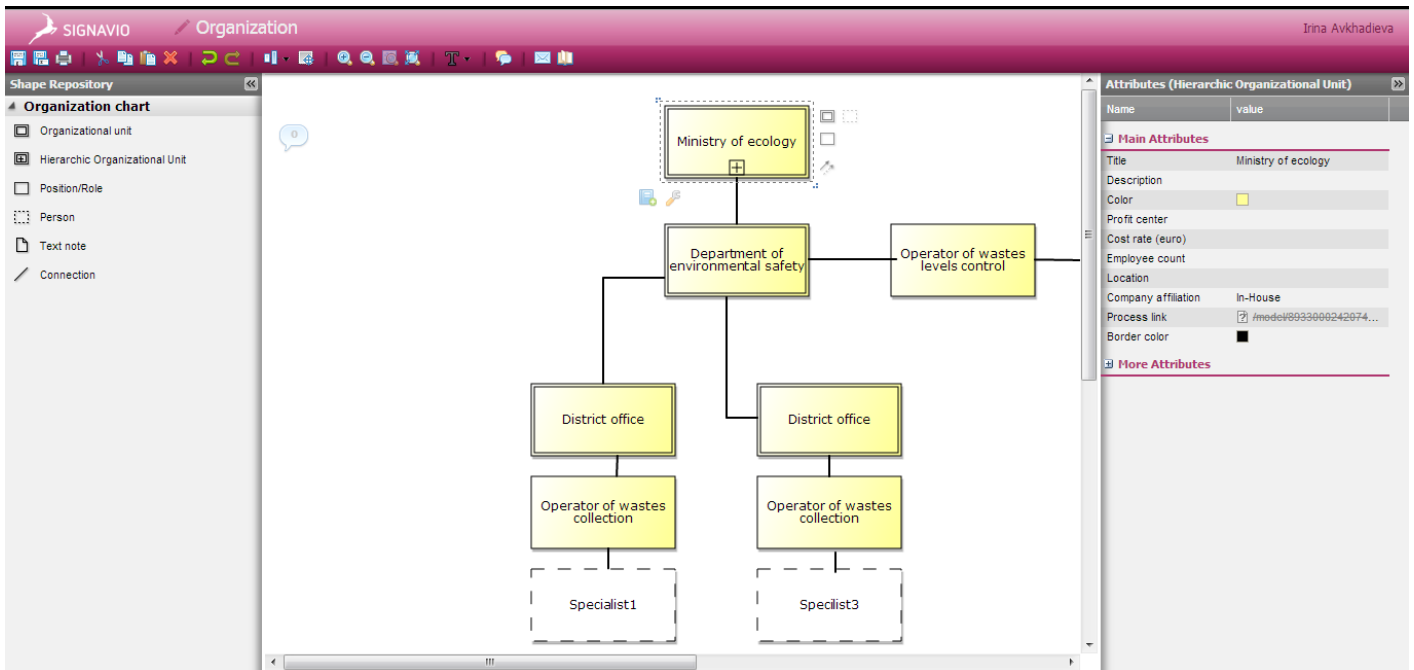 SIGNAVIO
Organization
Irina Avkhadieva
Shape Repository
Organization chart
Organizational unit
Hierarchic Organizational Unit
Position/Role
Person
Text note
Connection
0
Ministry of ecology
Department of
environmental safety
Operator of wastes
levels control
District office
District office
Operator of wastes
collection
Operator of wastes
collection
Specialist1
Specilist3
Attributes (Hierarchic Organizational Unit)
Name value
Main Attributes
Title Ministry of ecology
Description
Color
Profit center
Cost rate (euro)
Employee count
Location
Company affiliation In-House
Process link /model/8933000242074...
Border color
More Attributes